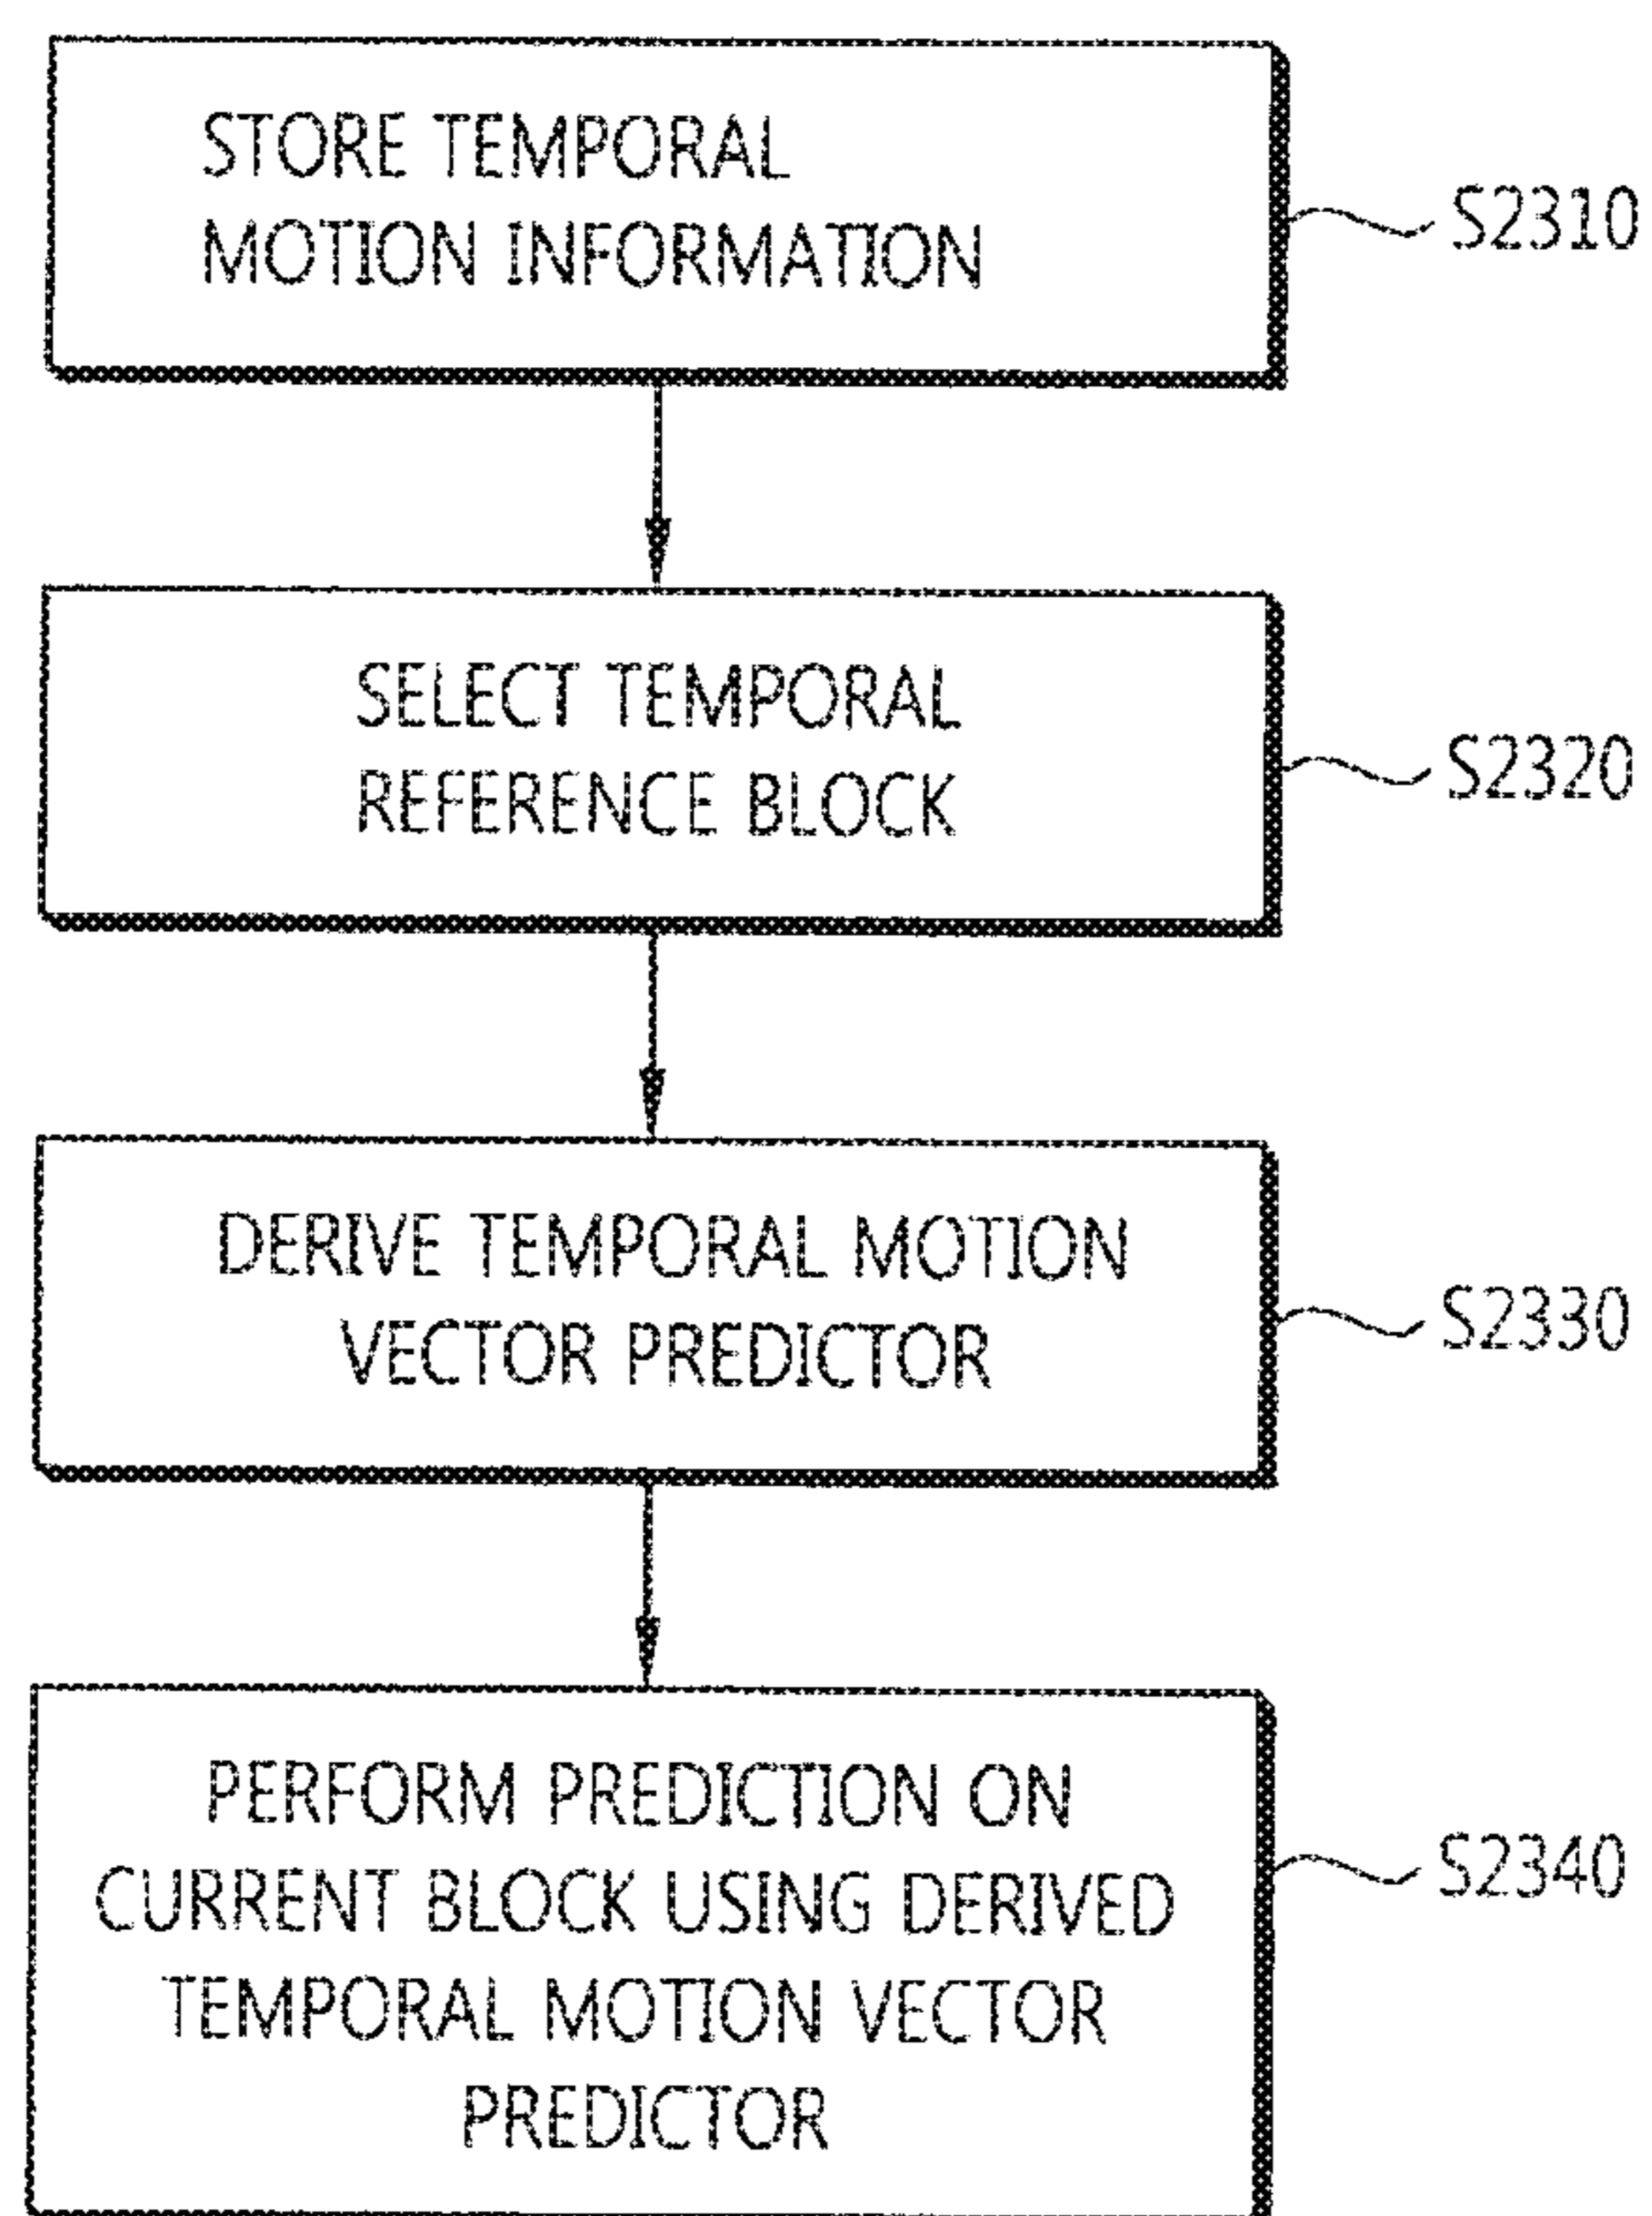 STORE TEMPORAL
MOTION INFORMATION
S2310
SELECT TEMPORAL
REFERENCE BLOCK
S2320
DERIVE TEMPORAL MOTION
VECTOR PREDICTOR
S2330
PERFORM PREDICTION ON
CURRENT BLOCK USING DERIVED
TEMPORAL MOTION VECTOR
PREDICTOR
S2340